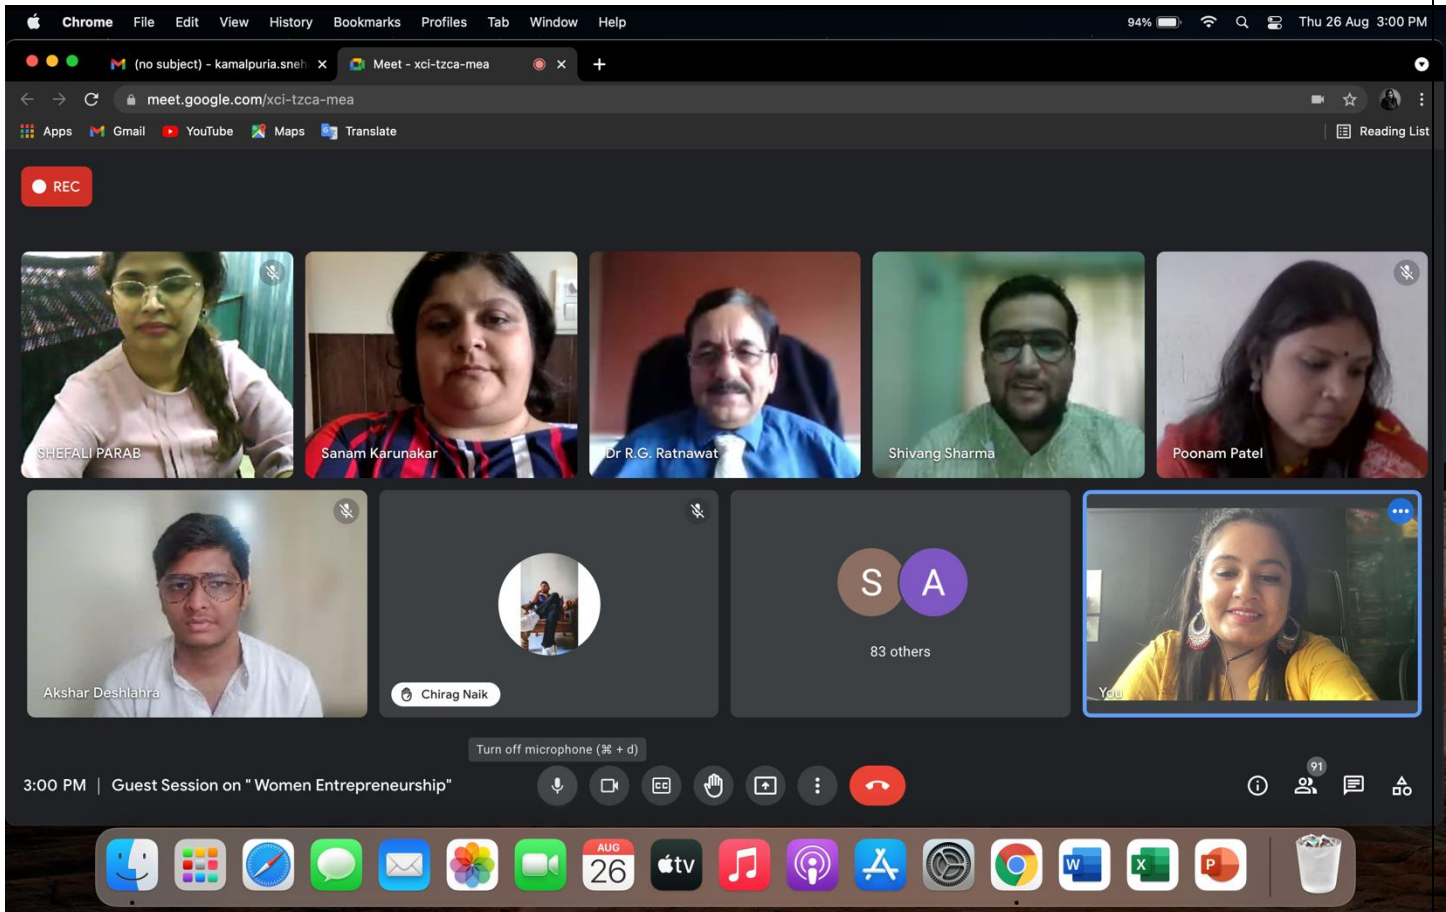 Chrome File Edit View History Bookmarks Profiles Tab Window Help 94% Thu 26 Aug 3:00 PM
(no subject) - kamalpuria.sneh Meet - xci-tzca-mea
meet.google.com/xci-tzca-mea
Apps Gmail YouTube Maps Translate Reading List
REC
SHEFALI PARAB Sanam Karunakar Dr R.G. Ratnawat Shivang Sharma Poonam Patel
S A
83 others
Akshar Deshlahra Chirag Naik You
Turn off microphone (⌘ + d)
3:00 PM | Guest Session on " Women Entrepreneurship" CC 91
AUG
26 tv W X P